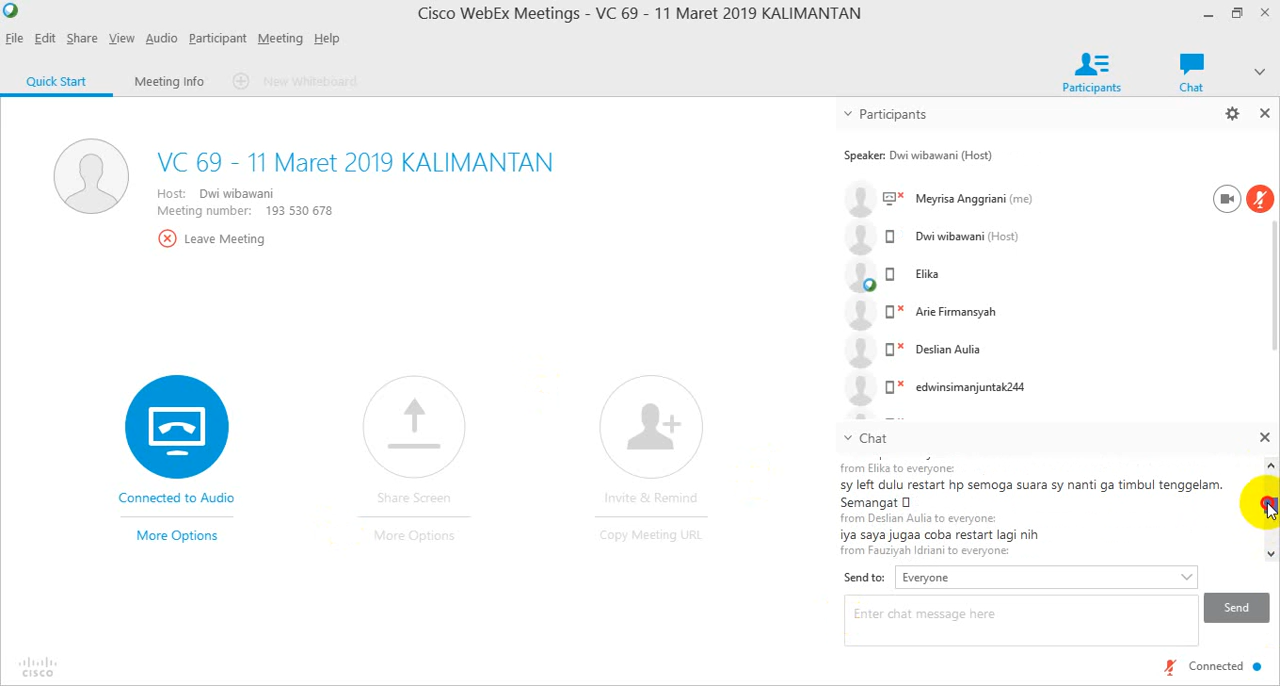 Cisco WebEx Meetings - VC 69 - 11 Maret 2019 KALIMANTAN
File Edit Share View Audio Participant Meeting Help
Quick Start Meeting Info New Whiteboard
Participants Chat
Participants
Speaker: Dwi wibawani (Host)
VC 69 - 11 Maret 2019 KALIMANTAN
Host: Dwi wibawani
Meeting number: 193 530 678
Leave Meeting
Meyrisa Anggriani (me)
Dwi wibawani (Host)
Elika
Arie Firmansyah
Deslian Aulia
edwinsimanjuntak244
Connected to Audio
More Options
Share Screen
More Options
Invite & Remind
Copy Meeting URL
Chat
from Elika to everyone:
sy left dulu restart hp semoga suara sy nanti ga timbul tenggelam.
Semangat
from Deslian Aulia to everyone:
iya saya jugaa coba restart lagi nih
from Fauziyah Idriani to everyone:
Send to: Everyone
Enter chat message here
Send
Connected
cisco